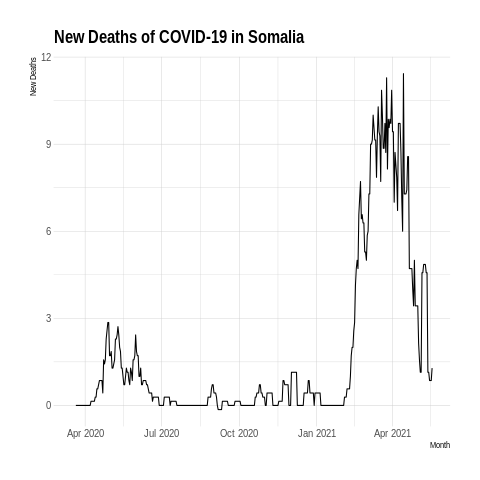 New Deaths of COVID-19 in Somalia
New Deaths
12
9
6
3
0
Apr 2020 Jul 2020 Oct 2020 Jan 2021 Apr 2021
Month